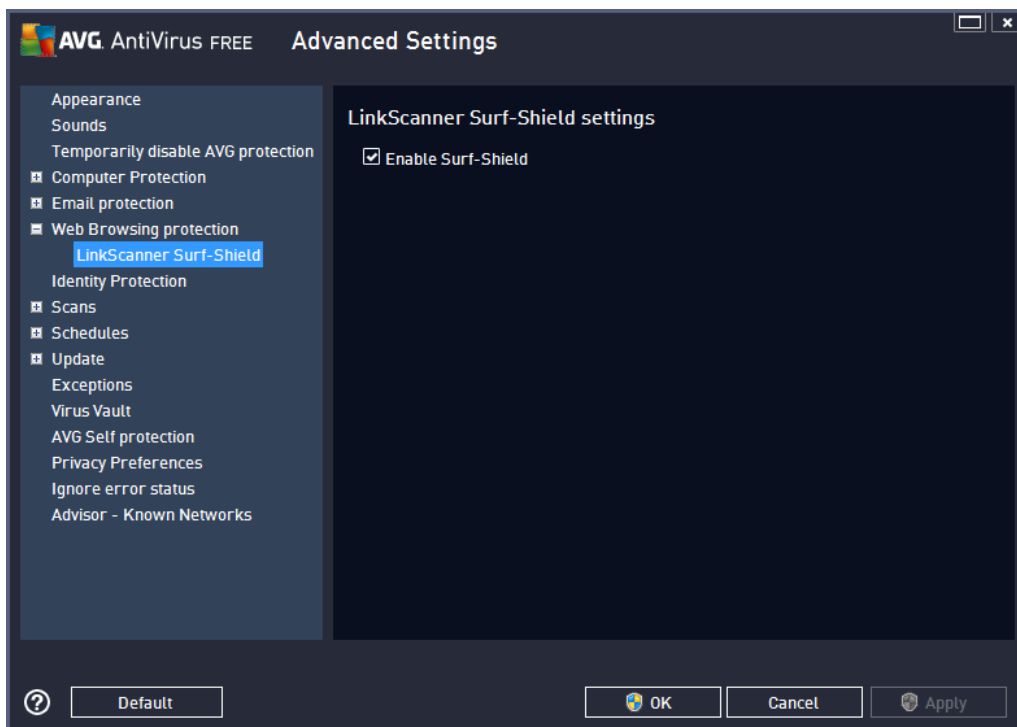 AVG. AntiVirus FREE Advanced Settings
Appearance
Sounds
Temporarily disable AVG protection
Computer Protection
Email protection
Web Browsing protection
LinkScanner Surf-Shield
Identity Protection
Scans
Schedules
Update
Exceptions
Virus Vault
AVG Self protection
Privacy Preferences
Ignore error status
Advisor - Known Networks
LinkScanner Surf-Shield settings
Enable Surf-Shield
? Default OK Cancel Apply